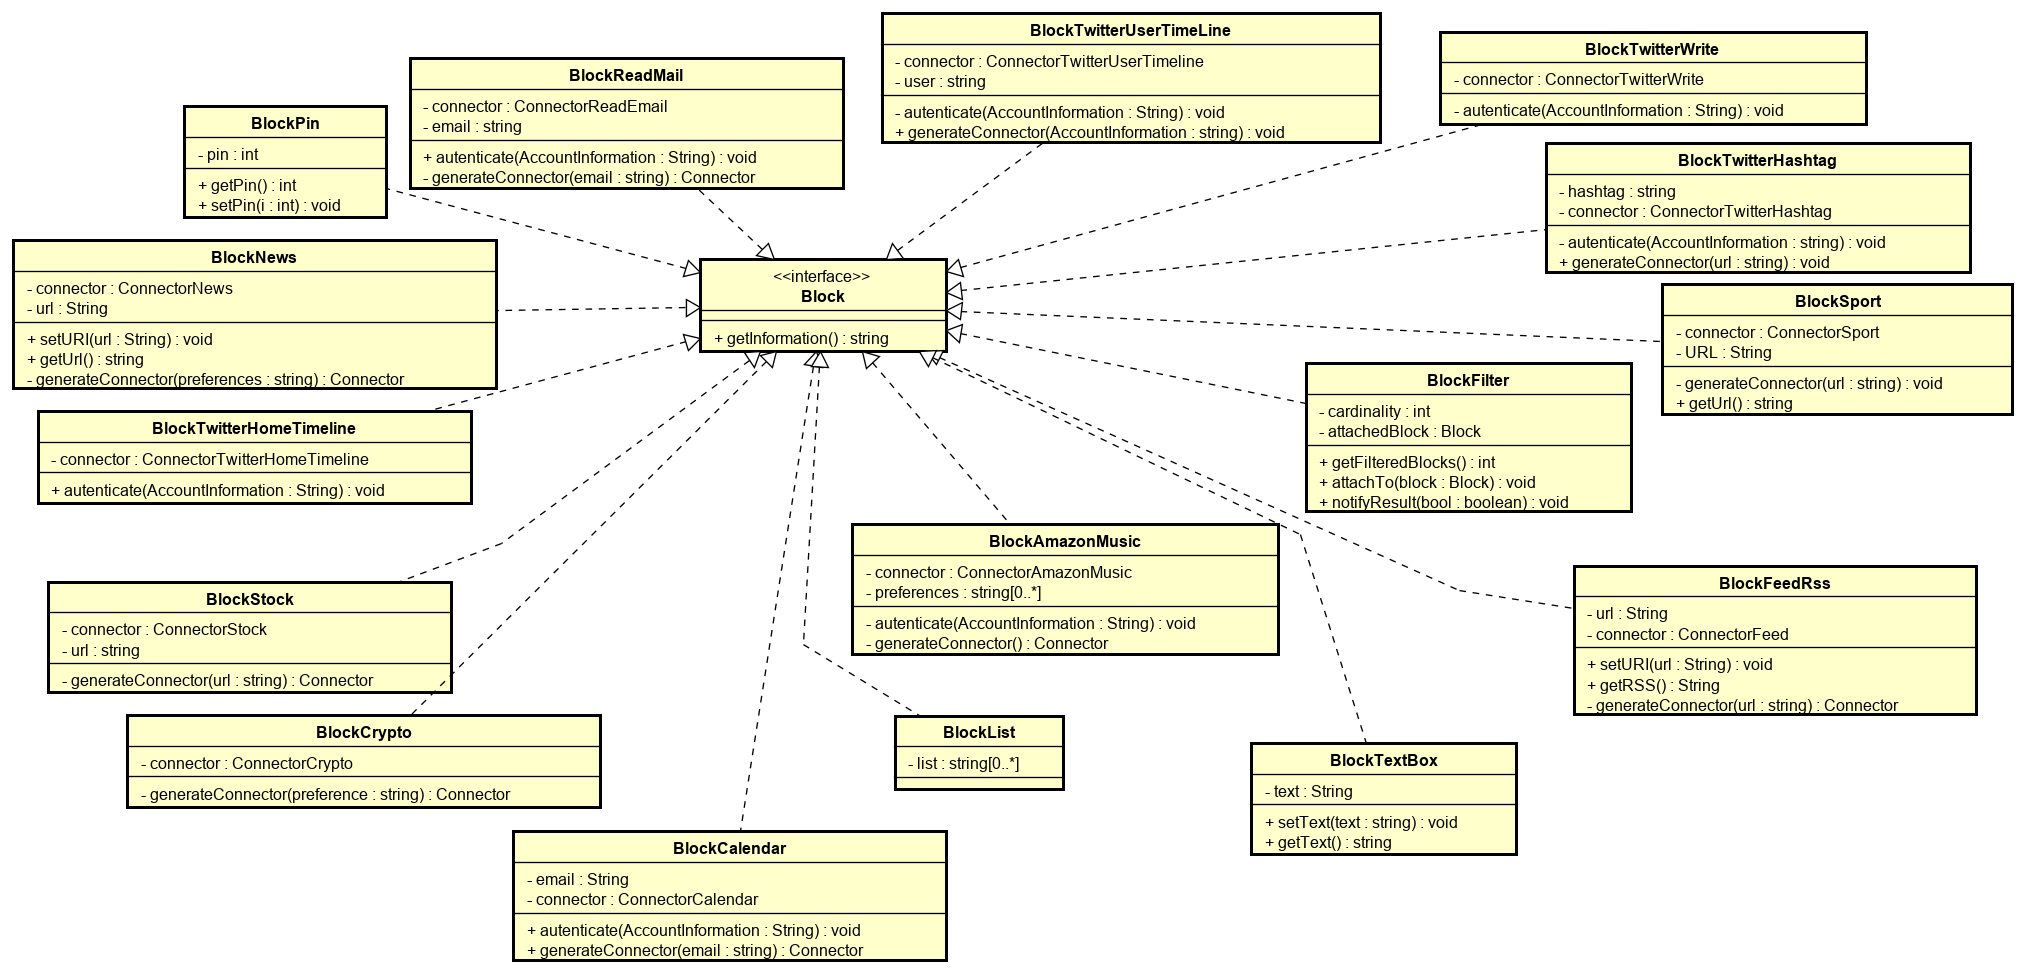 BlockTwitterUserTimeLine
- connector : ConnectorTwitterUserTimeline
- user : string
- autenticate(AccountInformation : String) : void
+ generateConnector(AccountInformation : string) : void
BlockTwitterWrite
- connector : ConnectorTwitterWrite
- autenticate(AccountInformation : String) : void
BlockReadMail
- connector : ConnectorReadEmail
- email : string
+ autenticate(AccountInformation : String) : void
- generateConnector(email : string) : Connector
BlockPin
- pin : int
+ getPin() : int
+ setPin(i : int) : void
BlockTwitterHashtag
- hashtag : string
- connector : ConnectorTwitterHashtag
- autenticate(AccountInformation : string) : void
+ generateConnector(url : string) : void
BlockNews
- connector : ConnectorNews
- url : String
+ setURI(url : String) : void
+ getUrl() : string
- generateConnector(preferences : string) : Connector
<<interface>>
Block
+ getInformation() : string
BlockSport
- connector : ConnectorSport
- URL : String
- generateConnector(url : string) : void
+ getUrl() : string
BlockFilter
- cardinality : int
- attachedBlock : Block
+ getFilteredBlocks() : int
+ attachTo(block : Block) : void
+ notifyResult(bool : boolean) : void
BlockTwitterHomeTimeline
- connector : ConnectorTwitterHomeTimeline
+ autenticate(AccountInformation : String) : void
BlockAmazonMusic
- connector : ConnectorAmazonMusic
- preferences : string[0..*]
- autenticate(AccountInformation : String) : void
- generateConnector() : Connector
BlockFeedRss
- url : String
- connector : ConnectorFeed
+ setURI(url : String) : void
+ getRSS() : String
- generateConnector(url : string) : Connector
BlockStock
- connector : ConnectorStock
- url : string
- generateConnector(url : string) : Connector
BlockCrypto
- connector : ConnectorCrypto
- generateConnector(preference : string) : Connector
BlockList
- list : string[0..*]
BlockTextBox
- text : String
+ setText(text : string) : void
+ getText() : string
BlockCalendar
- email : String
- connector : ConnectorCalendar
+ autenticate(AccountInformation : String) : void
+ generateConnector(email : string) : Connector